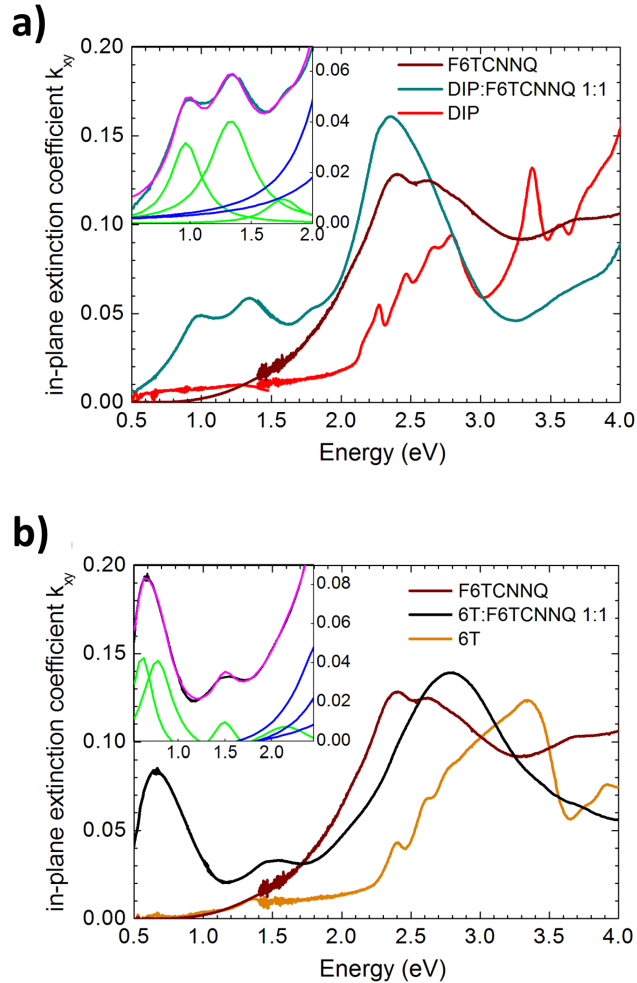 a)
in-plane extinction coefficient kxy
0.20
0.15
0.10
0.05
0.00
0.06
0.04
0.02
0.00
1.0 1.5 2.0
F6TCNNQ
DIP:F6TCNNQ 1:1
DIP
0.5 1.0 1.5 2.0 2.5 3.0 3.5 4.0
Energy (eV)
b)
in-plane extinction coefficient kxy
0.20
0.15
0.10
0.05
0.00
0.08
0.06
0.04
0.02
0.00
1.0 1.5 2.0
F6TCNNQ
6T:F6TCNNQ 1:1
6T
0.5 1.0 1.5 2.0 2.5 3.0 3.5 4.0
Energy (eV)